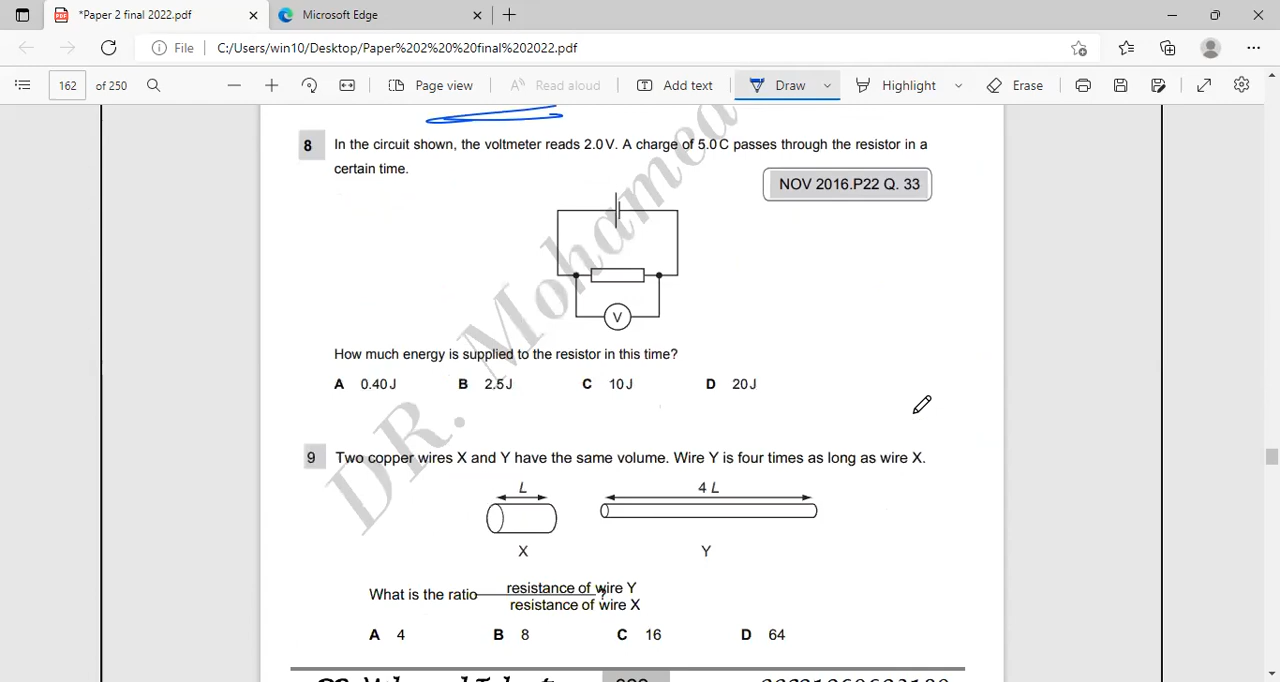 *Paper 2 final 2022.pdf
Microsoft Edge
File
C:/Users/win10/Desktop/Paper%202%20%20final%202022.pdf
162 of 250
Page view
Read aloud
Add text
Draw
Highlight
Erase
8 In the circuit shown, the voltmeter reads 2.0V. A charge of 5.0C passes through the resistor in a
certain time.
NOV 2016.P22 Q. 33
V
How much energy is supplied to the resistor in this time?
A 0.40J B 2.5J C 10J D 20J
DR. Mohamed
9 Two copper wires X and Y have the same volume. Wire Y is four times as long as wire X.
L 4 L
X Y
What is the ratio resistance of wire Y ?
resistance of wire X
A 4 B 8 C 16 D 64